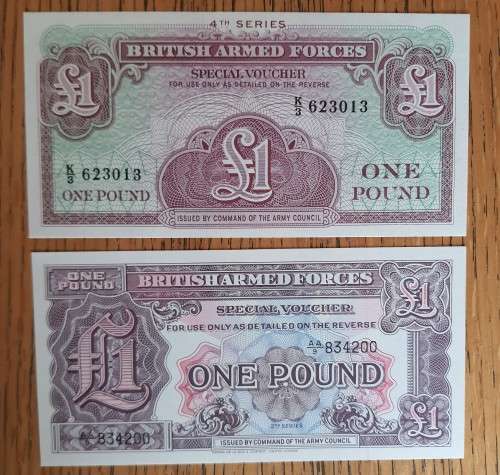 4TH SERIES
BRITISH ARMED FORCES
SPECIAL VOUCHER
FOR USE ONLY AS DETAILED ON THE REVERSE
£1 £1
K/3 623013
£1
K/3 623013
ONE POUND
ONE POUND
ISSUED BY COMMAND OF THE ARMY COUNCIL
ONE POUND
BRITISH ARMED FORCES
£1
SPECIAL VOUCHER
FOR USE ONLY AS DETAILED ON THE REVERSE
AA/9 834200
£1
ONE POUND
2ND SERIES
£1
AA/9 834200
ISSUED BY COMMAND OF THE ARMY COUNCIL